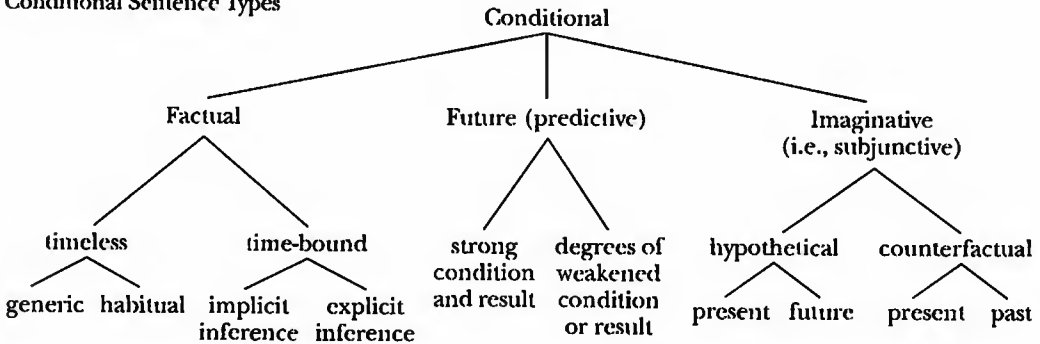 Conditional Sentence Types
Conditional
Factual
Future (predictive)
Imaginative
(i.e., subjunctive)
timeless
time-bound
strong
condition
and result
degrees of
weakened
condition
or result
hypothetical
counterfactual
generic
habitual
implicit
inference
explicit
inference
present
future
present
past